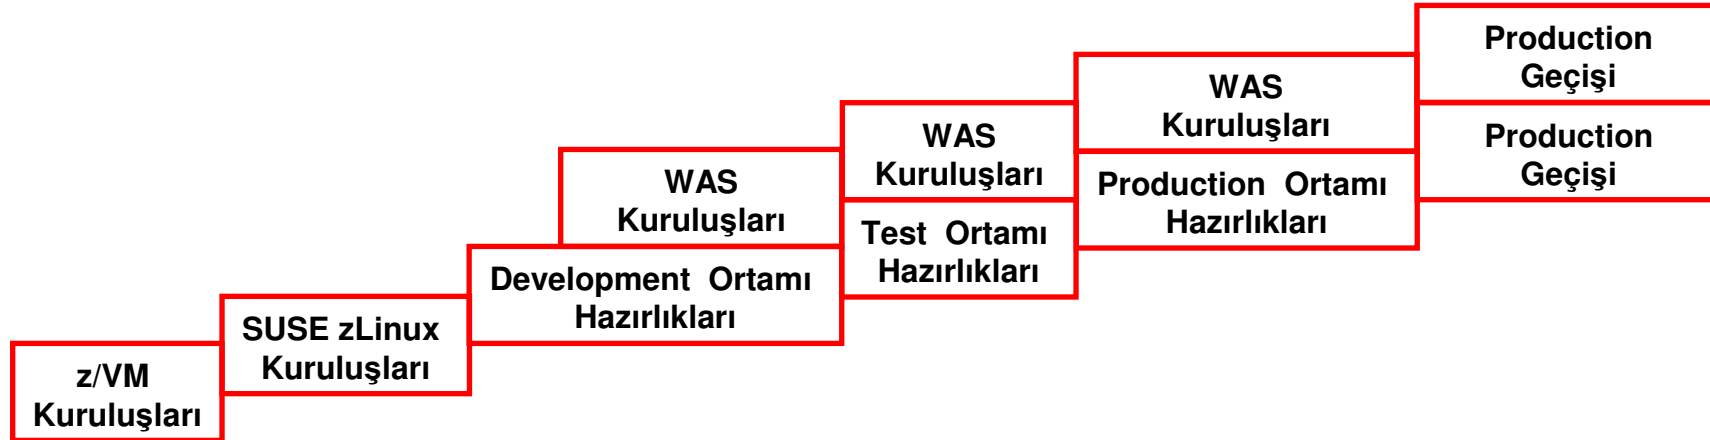 z/VM
Kuruluşları
SUSE zLinux
Kuruluşları
Development Ortamı
Hazırlıkları
WAS
Kuruluşları
Test Ortamı
Hazırlıkları
WAS
Kuruluşları
Production Ortamı
Hazırlıkları
WAS
Kuruluşları
Production
Geçişi
Production
Geçişi